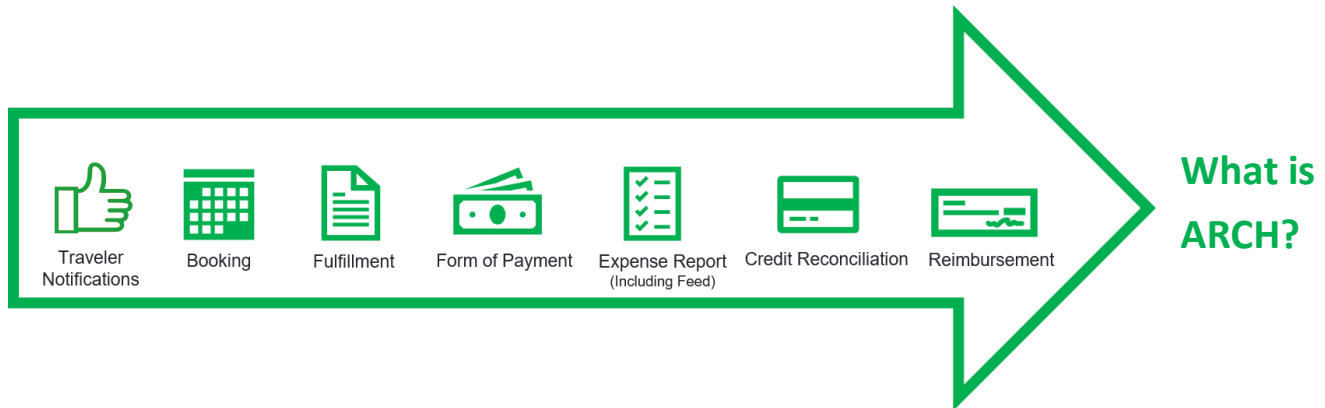 Traveler
Notifications
Booking
Fulfillment
Form of Payment
Expense Report
(Including Feed)
Credit Reconciliation
Reimbursement
What is
ARCH?